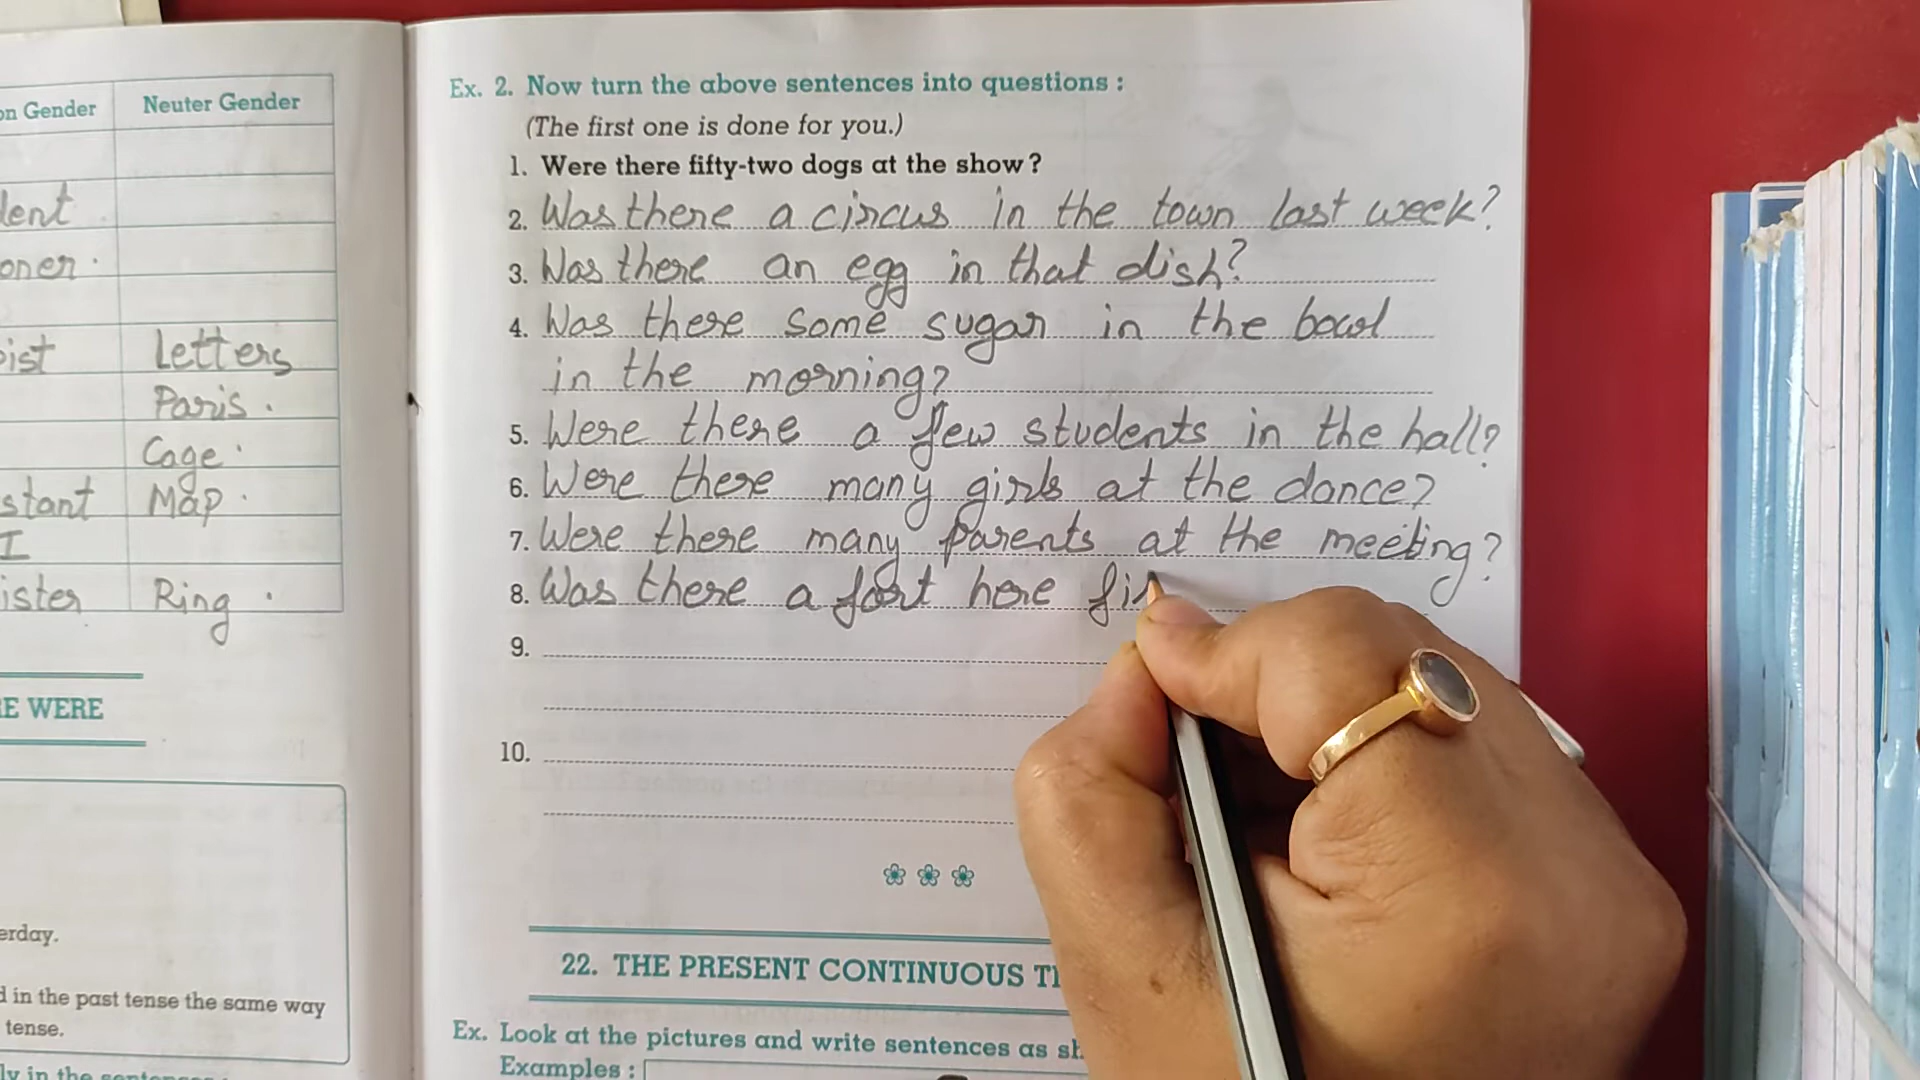 on Gender Neuter Gender
dent
oner.
pist Letters
Paris.
Cage.
stant Map.
I
ister Ring.
E WERE
erday.
d in the past tense the same way
tense.
ly in the
Ex. 2. Now turn the above sentences into questions :
(The first one is done for you.)
1. Were there fifty-two dogs at the show?
2. Was there a circus in the town last week?
3. Was there an egg in that dish?
4. Was there some sugar in the bowl
in the morning?
5. Were there a few students in the hall?
6. Were there many girls at the dance?
7. Were there many parents at the meeting?
8. Was there a fort here fi
9.
10.
22. THE PRESENT CONTINUOUS T
Ex. Look at the pictures and write sentences as sh
Examples :